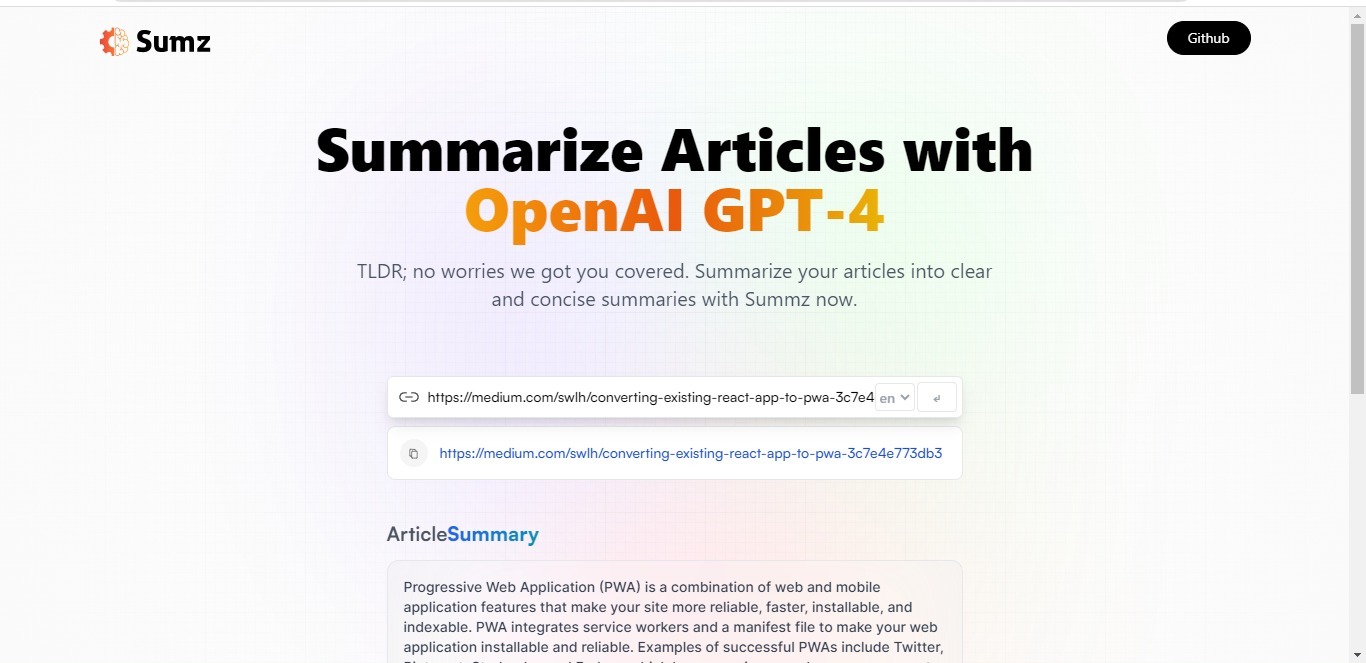 Sumz
Github
Summarize Articles with
OpenAI GPT-4
TLDR; no worries we got you covered. Summarize your articles into clear
and concise summaries with Summz now.
https://medium.com/swlh/converting-existing-react-app-to-pwa-3c7e4
en
https://medium.com/swlh/converting-existing-react-app-to-pwa-3c7e4e773db3
ArticleSummary
Progressive Web Application (PWA) is a combination of web and mobile
application features that make your site more reliable, faster, installable, and
indexable. PWA integrates service workers and a manifest file to make your web
application installable and reliable. Examples of successful PWAs include Twitter,